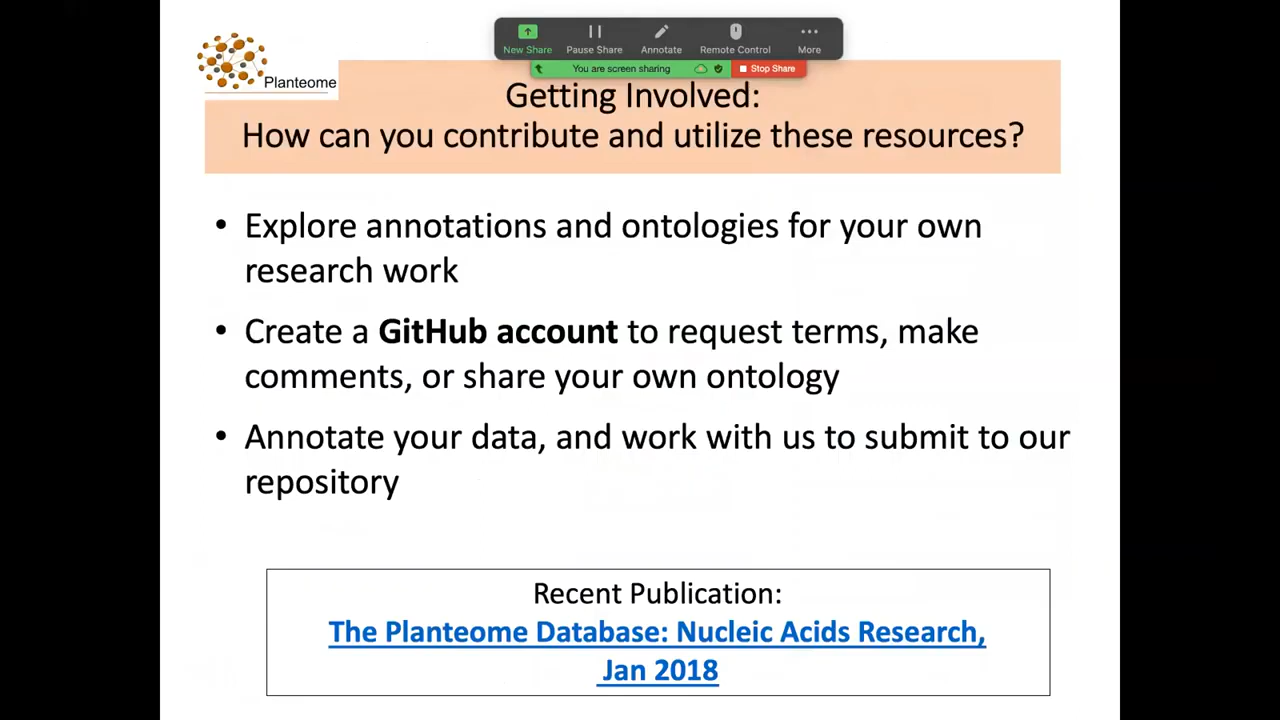 New Share
Pause Share
Annotate
Remote Control
More
You are screen sharing
Stop Share
Planteome
Getting Involved:
How can you contribute and utilize these resources?
• Explore annotations and ontologies for your own
research work
• Create a GitHub account to request terms, make
comments, or share your own ontology
• Annotate your data, and work with us to submit to our
repository
Recent Publication:
The Planteome Database: Nucleic Acids Research,
Jan 2018